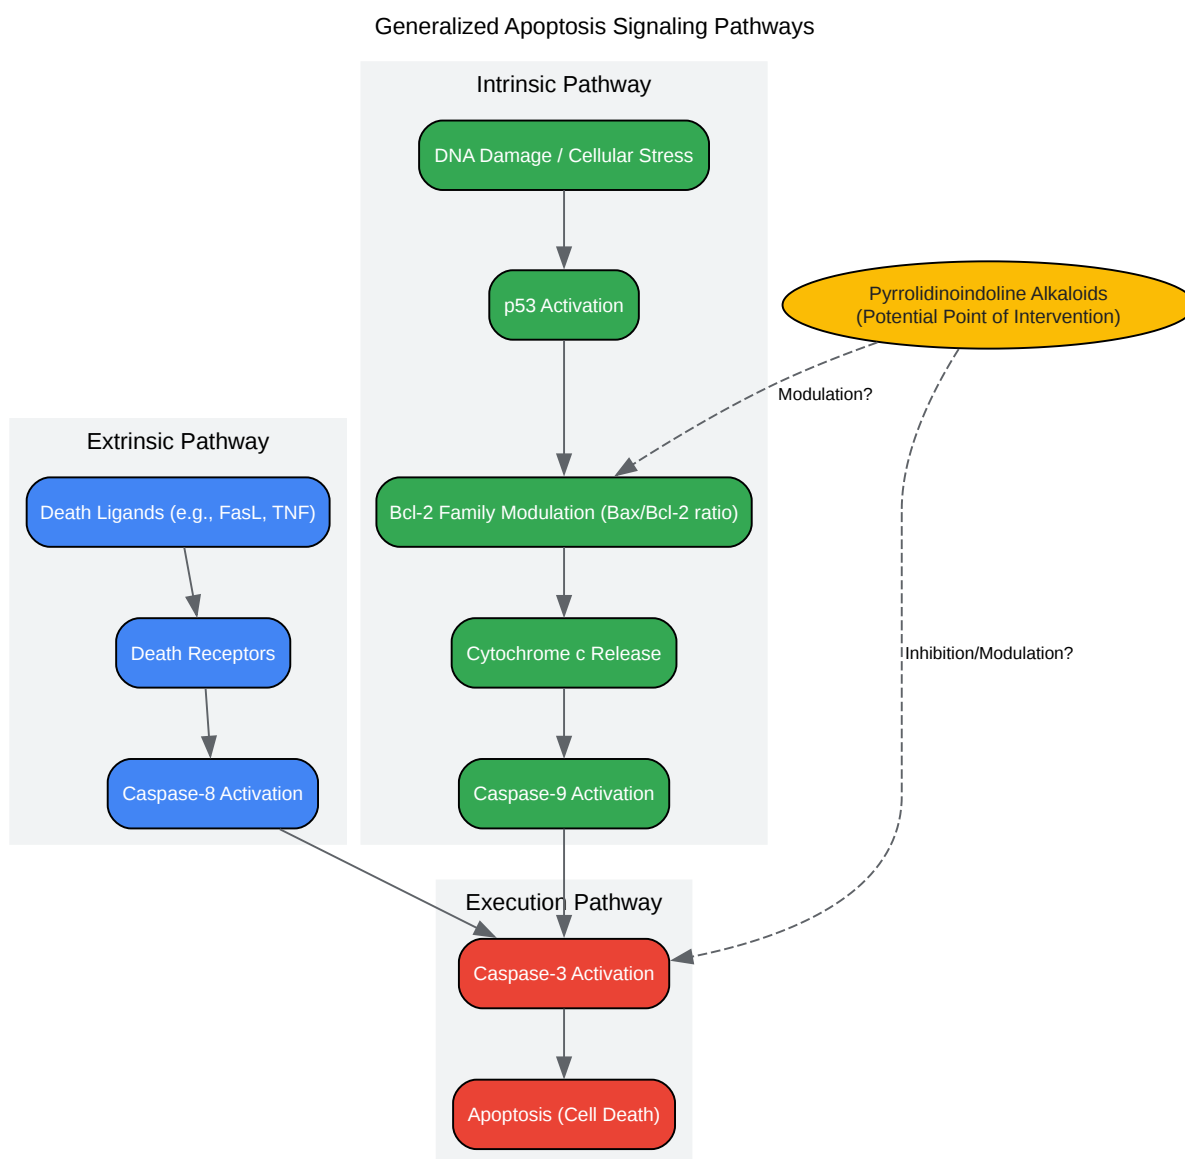 Generalized Apoptosis Signaling Pathways
Intrinsic Pathway
DNA Damage / Cellular Stress
p53 Activation
Pyrrolidinoindoline Alkaloids
(Potential Point of Intervention)
Modulation?
Extrinsic Pathway
Death Ligands (e.g., FasL, TNF)
Bcl-2 Family Modulation (Bax/Bcl-2 ratio)
Death Receptors
Cytochrome c Release
Inhibition/Modulation?
Caspase-8 Activation
Caspase-9 Activation
Execution Pathway
Caspase-3 Activation
Apoptosis (Cell Death)